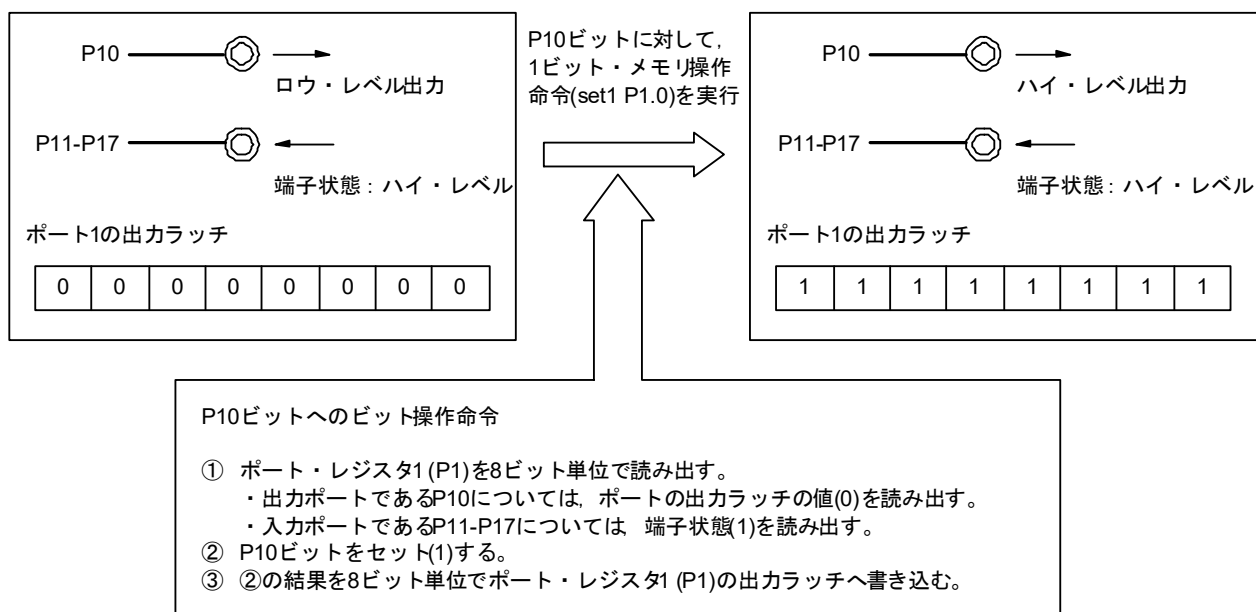 P10
ロウ・レベル出力
P11-P17
端子状態：ハイ・レベル
ポート1の出力ラッチ
0 0 0 0 0 0 0 0
P10ビットに対して，
1ビット・メモリ操作
命令(set1 P1.0)を実行
P10
ハイ・レベル出力
P11-P17
端子状態：ハイ・レベル
ポート1の出力ラッチ
1 1 1 1 1 1 1 1
P10ビットへのビット操作命令
① ポート・レジスタ1 (P1)を8ビット単位で読み出す。
・出力ポートであるP10については，ポートの出力ラッチの値(0)を読み出す。
・入力ポートであるP11-P17については，端子状態(1)を読み出す。
② P10ビットをセット(1)する。
③ ②の結果を8ビット単位でポート・レジスタ1 (P1)の出力ラッチへ書き込む。